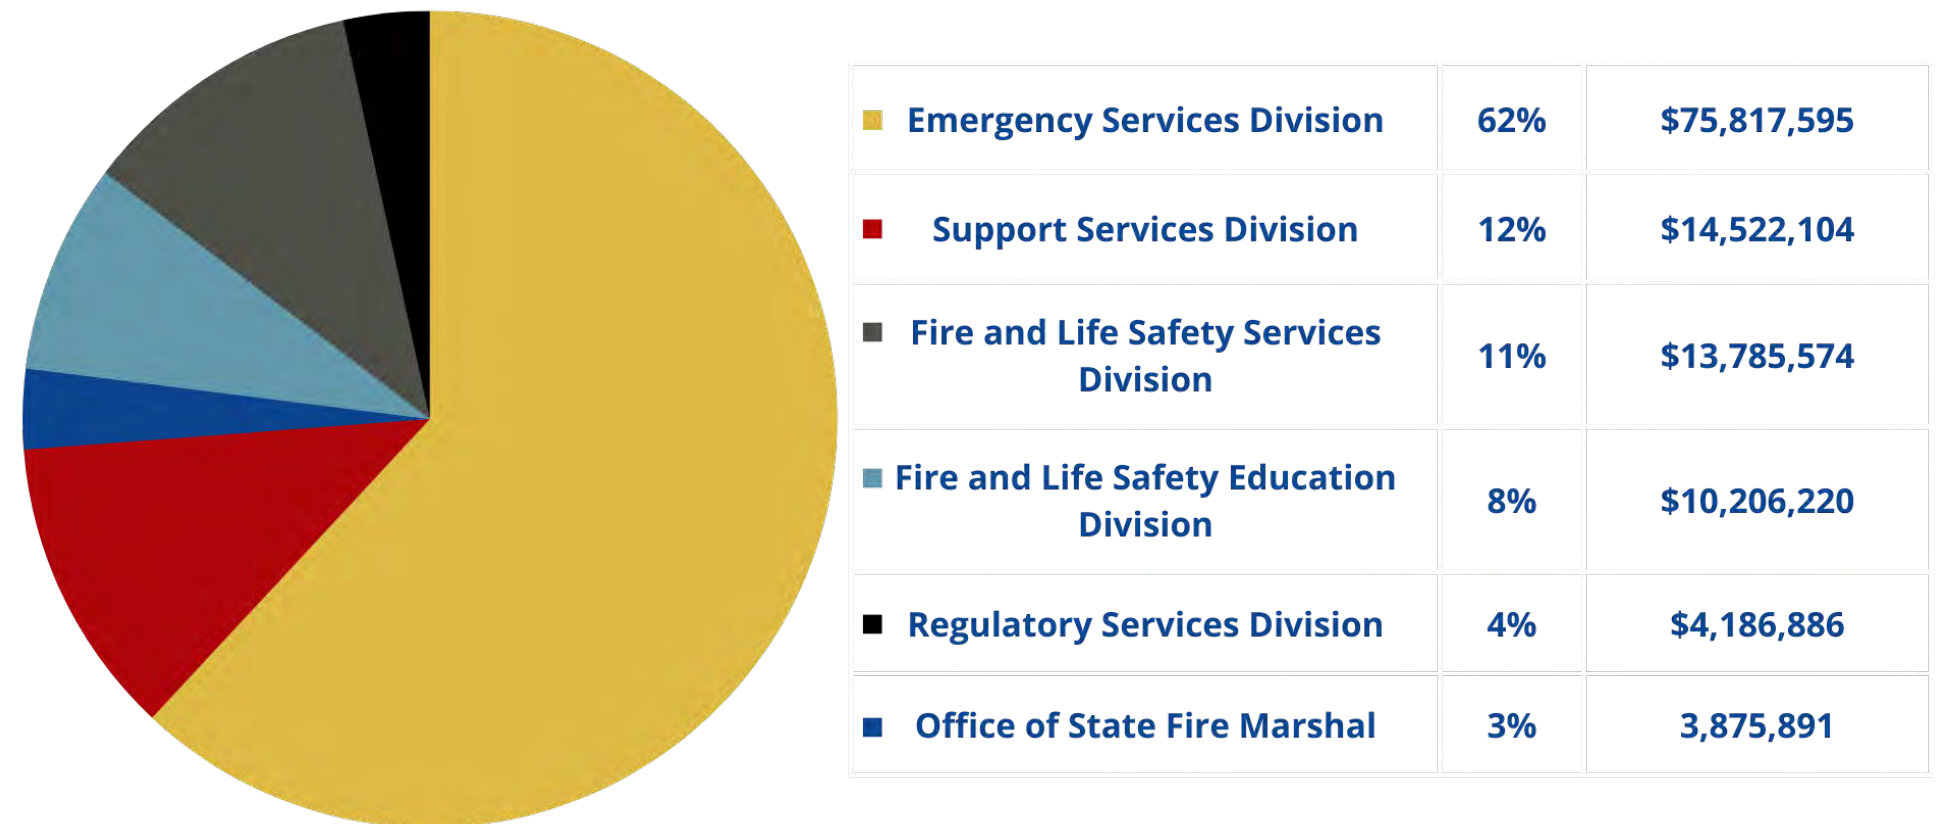 Emergency Services Division 62% $75,817,595
Support Services Division 12% $14,522,104
Fire and Life Safety Services
Division 11% $13,785,574
Fire and Life Safety Education
Division 8% $10,206,220
Regulatory Services Division 4% $4,186,886
Office of State Fire Marshal 3% 3,875,891